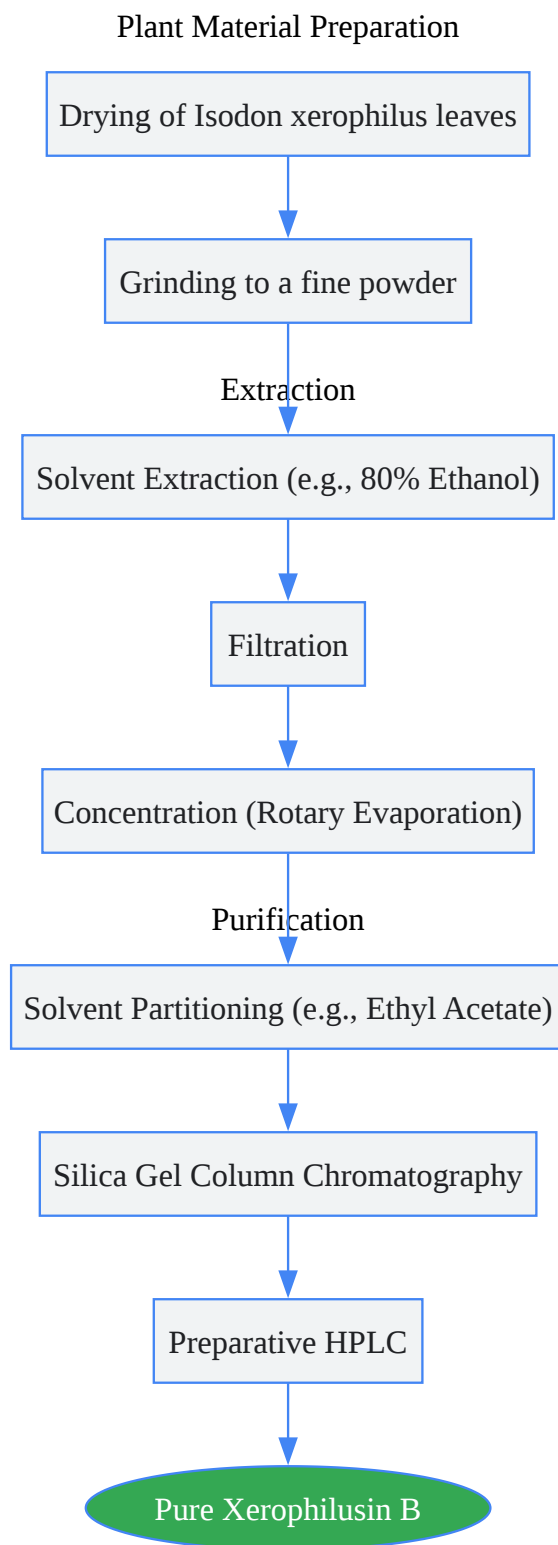 Plant Material Preparation
Drying of Isodon xerophilus leaves
Grinding to a fine powder
Extraction
Solvent Extraction (e.g., 80% Ethanol)
Filtration
Concentration (Rotary Evaporation)
Purification
Solvent Partitioning (e.g., Ethyl Acetate)
Silica Gel Column Chromatography
Preparative HPLC
Pure Xerophilusin B